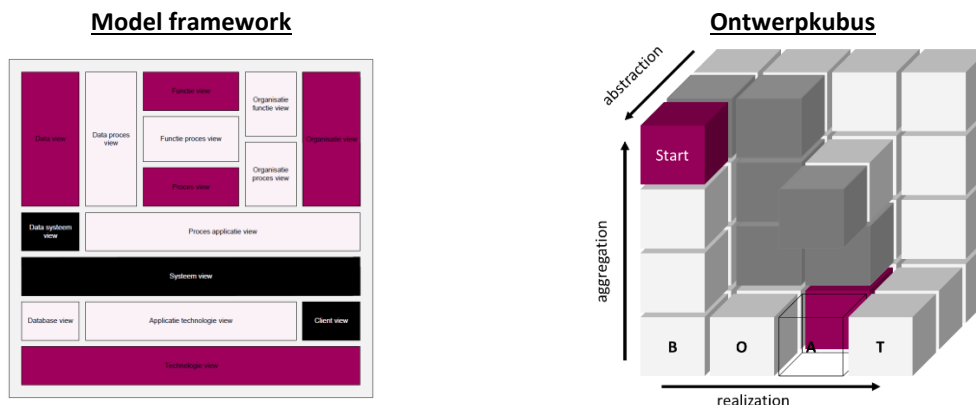 Model framework
Data view
Data proces
view
Functie view
Functie proces view
Proces view
Organisatie
functie view
Organisatie
proces view
Organisatie view
Data systeem
view
Proces applicatie view
Systeem view
Database view
Applicatie technologie view
Client view
Technologie view
Ontwerpkubus
abstraction
Start
aggregation
B
O
A
T
realization